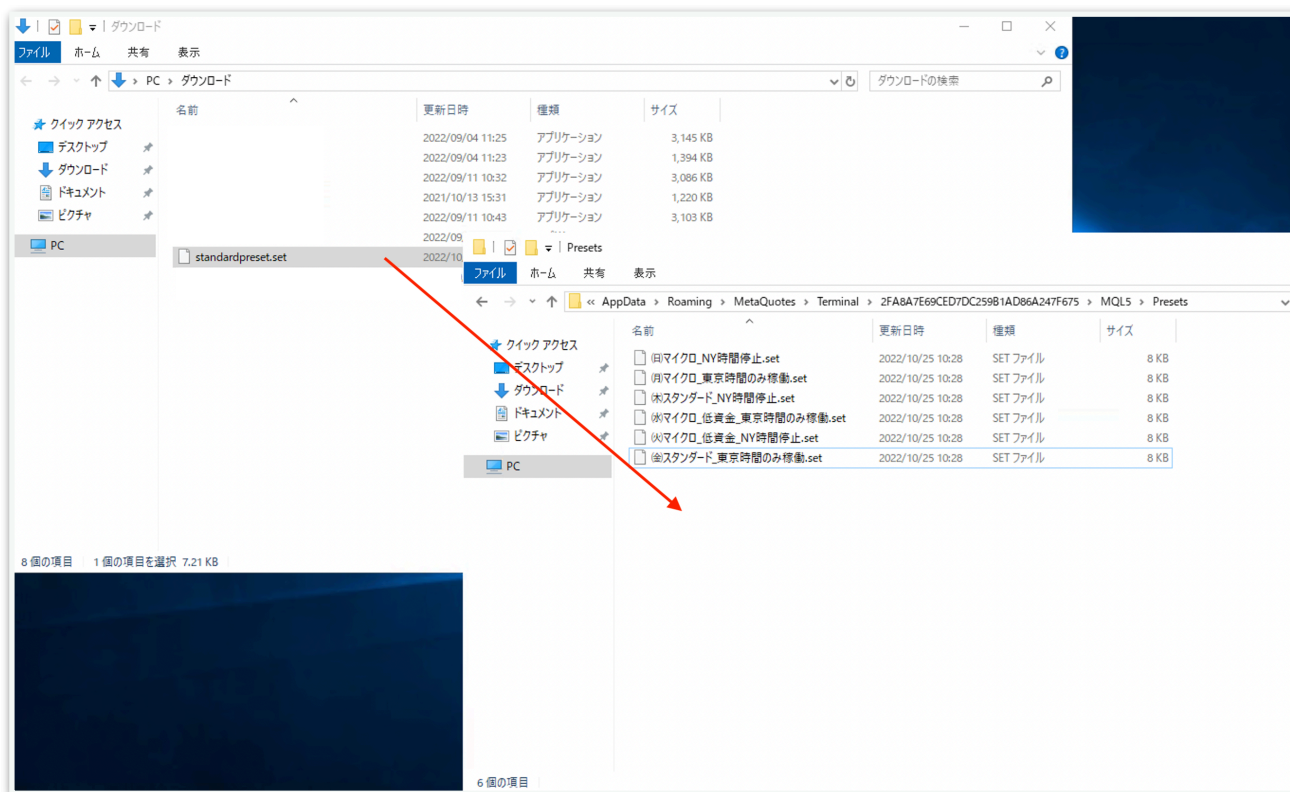 ダウンロード
ファイル ホーム 共有 表示
PC ダウンロード ダウンロードの検索
名前 更新日時 種類 サイズ
クイック アクセス
デスクトップ
ダウンロード
ドキュメント
ピクチャ
PC
2022/09/04 11:25 アプリケーション 3,145 KB
2022/09/04 11:23 アプリケーション 1,394 KB
2022/09/11 10:32 アプリケーション 3,086 KB
2021/10/13 15:31 アプリケーション 1,220 KB
2022/09/11 10:43 アプリケーション 3,103 KB
2022/09
standardpreset.set 2022/10
8 個の項目 1 個の項目を選択 7.21 KB
Presets
ファイル ホーム 共有 表示
« AppData Roaming MetaQuotes Terminal 2FA8A7E69CED7DC259B1AD86A247F675 MQL5 Presets
名前 更新日時 種類 サイズ
クイック アクセス
デスクトップ
ダウンロード
ドキュメント
ピクチャ
PC
㈰マイクロ_NY時間停止.set 2022/10/25 10:28 SET ファイル 8 KB
㈪マイクロ_東京時間のみ稼働.set 2022/10/25 10:28 SET ファイル 8 KB
㈭スタンダード_NY時間停止.set 2022/10/25 10:28 SET ファイル 8 KB
㈬マイクロ_低資金_東京時間のみ稼働.set 2022/10/25 10:28 SET ファイル 8 KB
㈫マイクロ_低資金_NY時間停止.set 2022/10/25 10:28 SET ファイル 8 KB
㈮スタンダード_東京時間のみ稼働.set 2022/10/25 10:28 SET ファイル 8 KB
6 個の項目